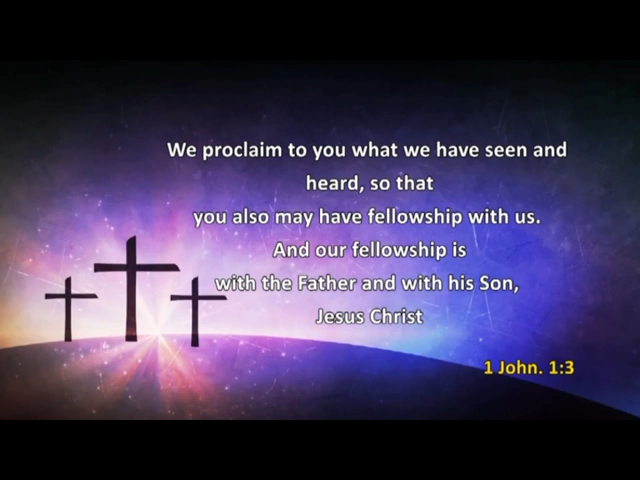 We proclaim to you what we have seen and
heard, so that
you also may have fellowship with us.
And our fellowship is
with the Father and with his Son,
Jesus Christ
1 John. 1:3